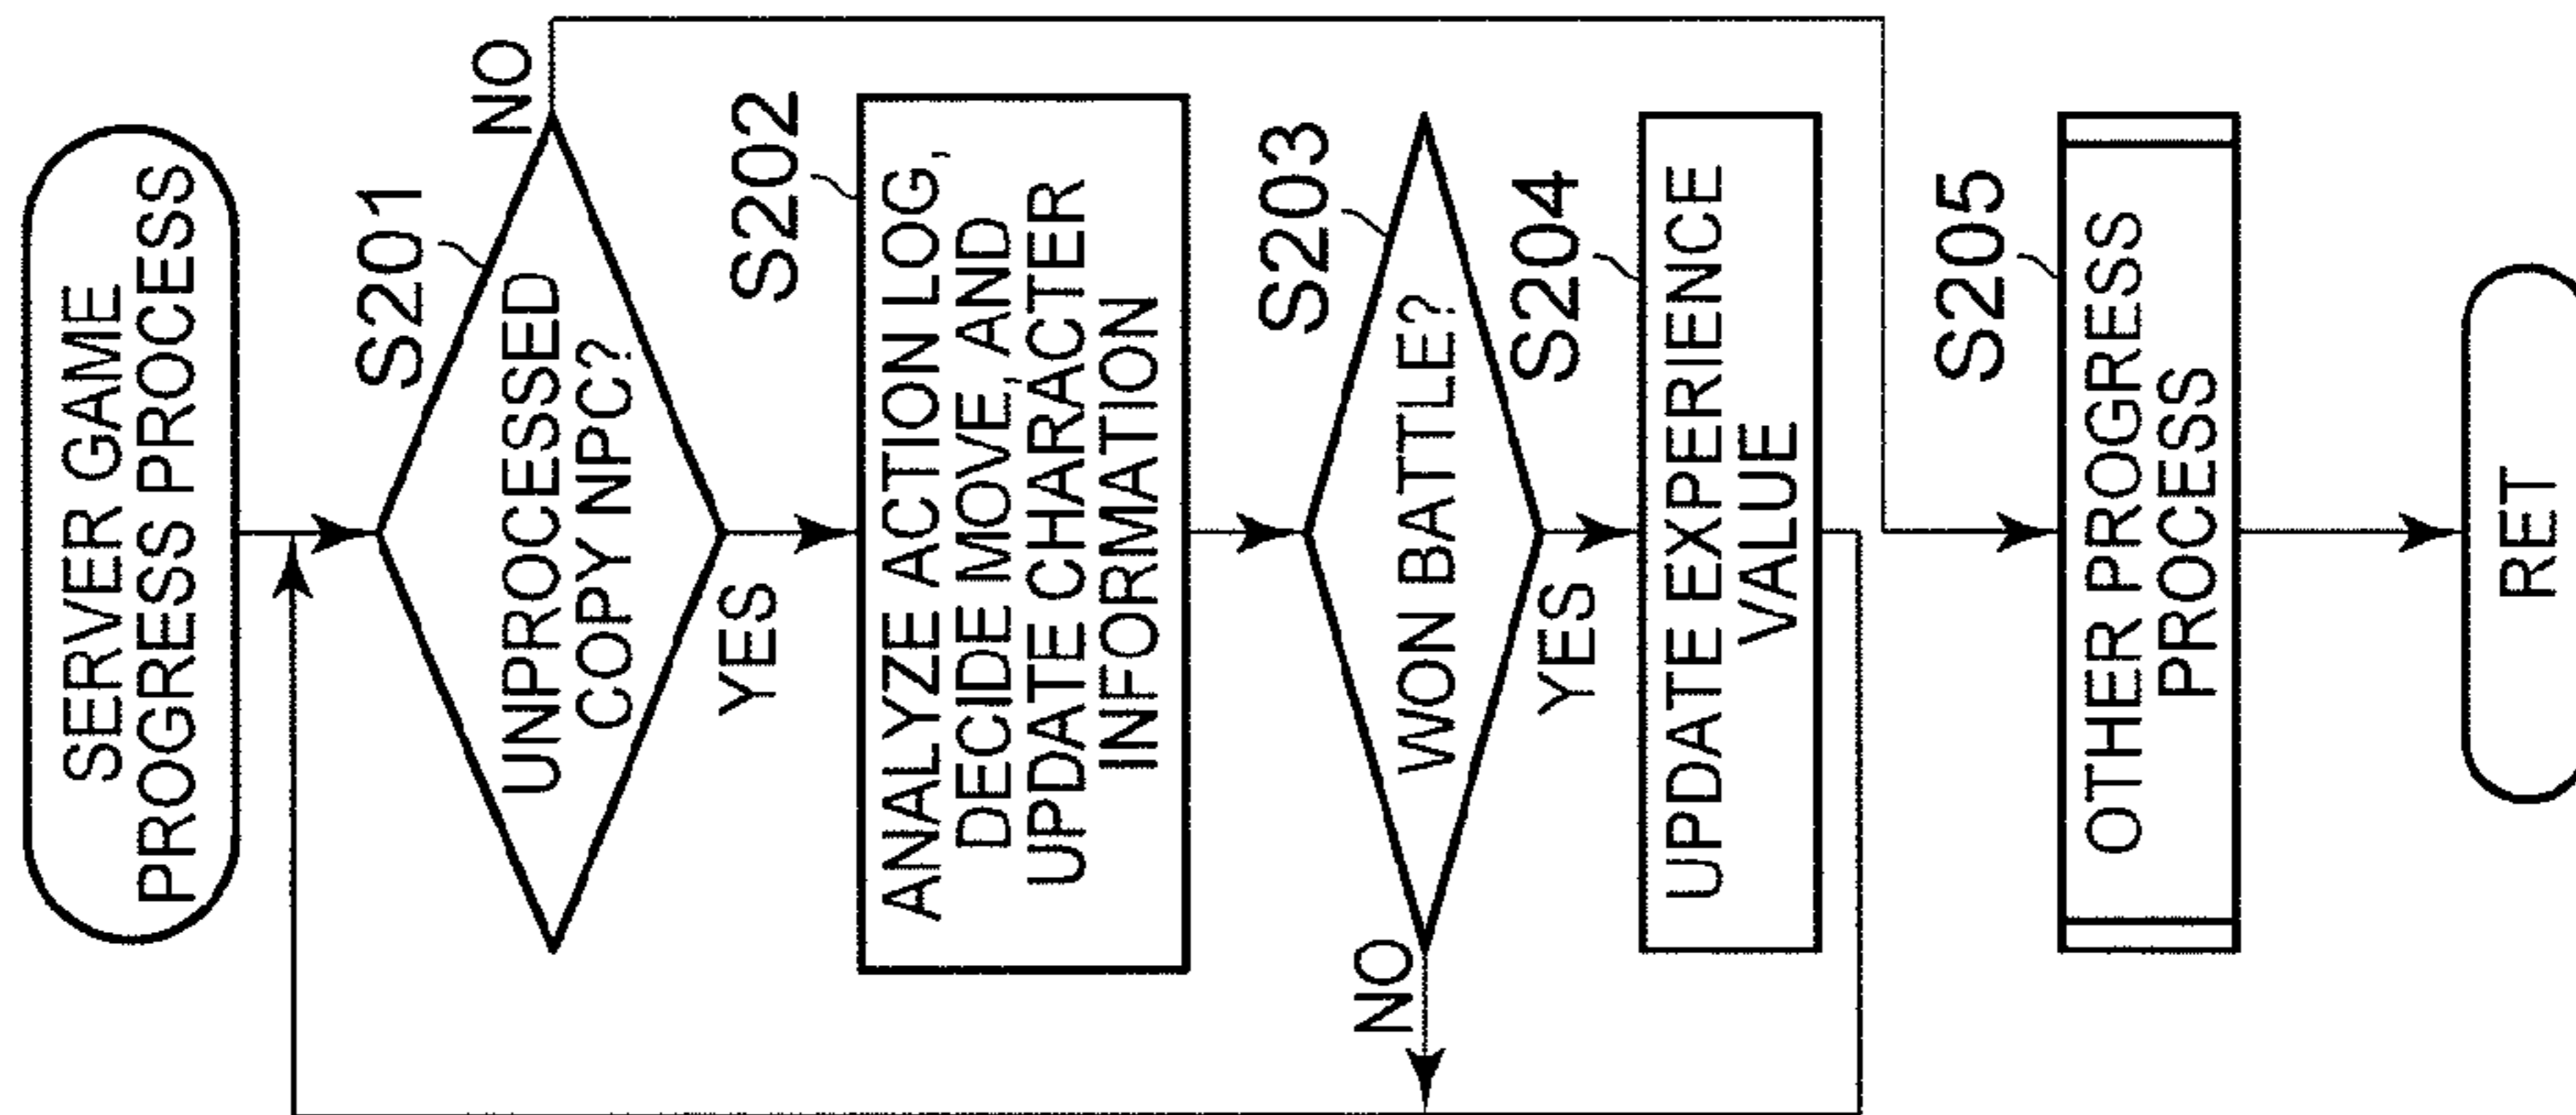 SERVER GAME
PROGRESS PROCESS
S201
UNPROCESSED
COPY NPC?
NO
YES
S202
ANALYZE ACTION LOG,
DECIDE MOVE, AND
UPDATE CHARACTER
INFORMATION
S203
WON BATTLE?
NO
YES
S204
UPDATE EXPERIENCE
VALUE
S205
OTHER PROGRESS
PROCESS
RET